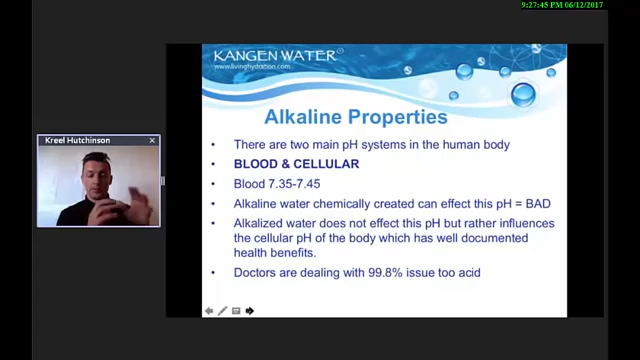 9:27:45 PM 06/12/2017
KANGEN WATER®
www.livinghydration.com
Alkaline Properties
Kreel Hutchinson
• There are two main pH systems in the human body
• BLOOD & CELLULAR
• Blood 7.35-7.45
• Alkaline water chemically created can effect this pH = BAD
• Alkalized water does not effect this pH but rather influences
the cellular pH of the body which has well documented
health benefits.
• Doctors are dealing with 99.8% issue too acid